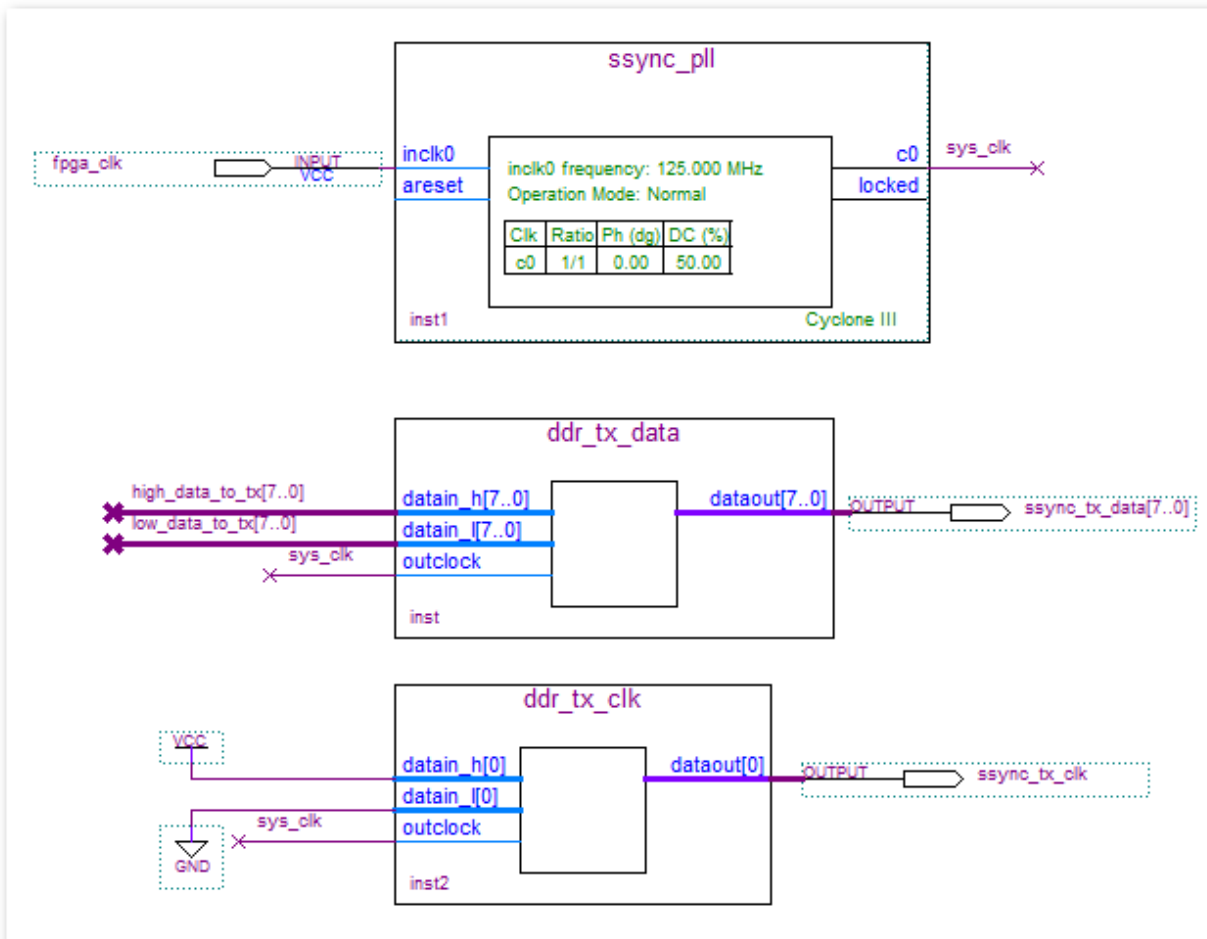 ssync_pll
fpga_clk
INPUT
VCC
inclk0
areset
inclk0 frequency: 125.000 MHz
Operation Mode: Normal
Clk Ratio Ph (dg) DC (%)
c0 1/1 0.00 50.00
c0
locked
sys_clk
inst1
Cyclone III
ddr_tx_data
high_data_to_tx[7..0]
low_data_to_tx[7..0]
sys_clk
datain_h[7..0]
datain_l[7..0]
outclock
dataout[7..0]
OUTPUT
ssync_tx_data[7..0]
inst
ddr_tx_clk
VCC
GND
sys_clk
datain_h[0]
datain_l[0]
outclock
dataout[0]
OUTPUT
ssync_tx_clk
inst2